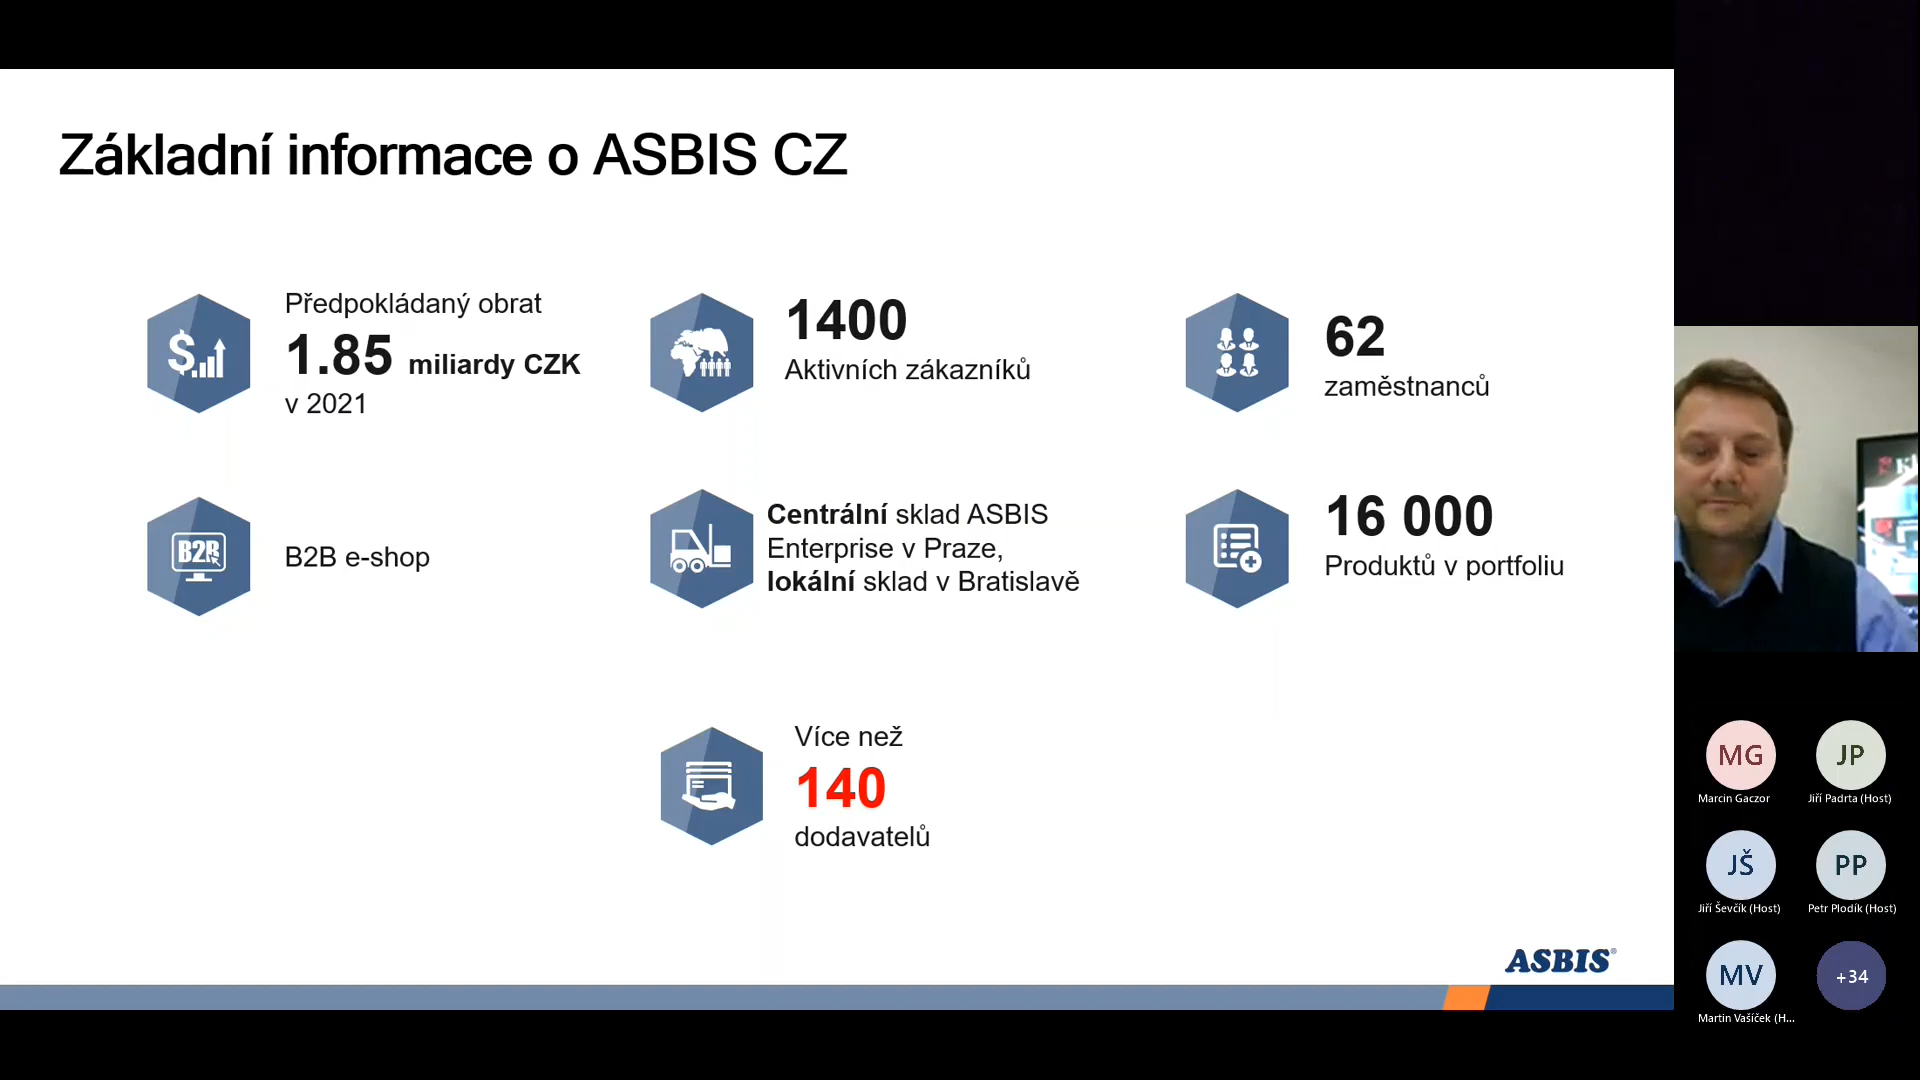 Základní informace o ASBIS CZ
Předpokládaný obrat
1.85 miliardy CZK
v 2021
1400
Aktivních zákazníků
62
zaměstnanců
B2B
B2B e-shop
Centrální sklad ASBIS
Enterprise v Praze,
lokální sklad v Bratislavě
16 000
Produktů v portfoliu
Více než
140
dodavatelů
ASBIS®
MG
Marcin Gaczor
JP
Jiří Padrta (Host)
JŠ
Jiří Ševčík (Host)
PP
Petr Plodík (Host)
MV
Martin Vašíček (H...
+34